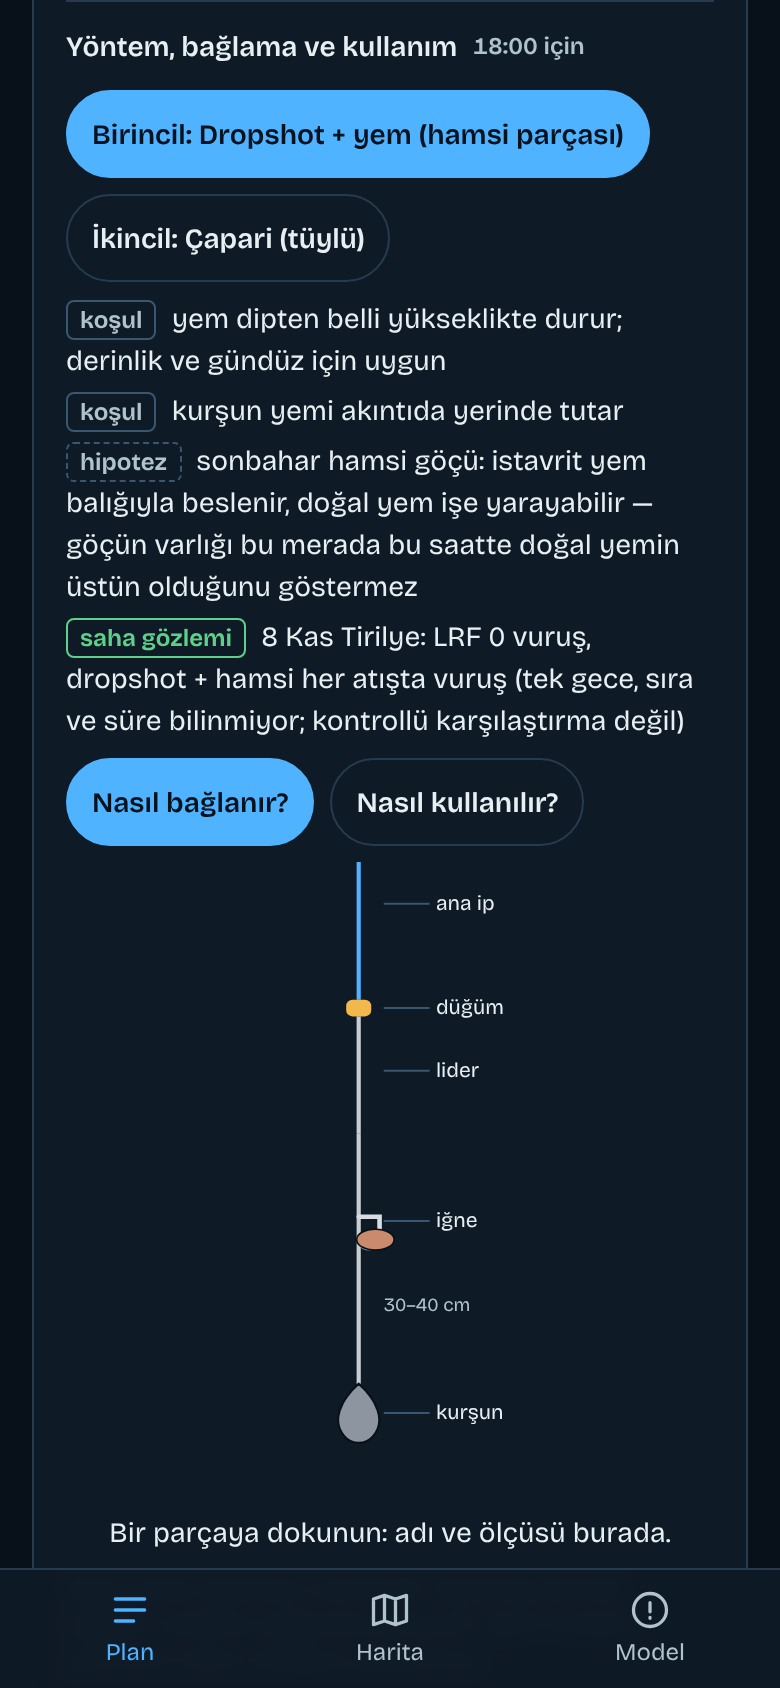 Yöntem, bağlama ve kullanım 18:00 için
Birincil: Dropshot + yem (hamsi parçası)
İkincil: Çapari (tüylü)
koşul yem dipten belli yükseklikte durur;
derinlik ve gündüz için uygun
koşul kurşun yemi akıntıda yerinde tutar
hipotez sonbahar hamsi göçü: istavrit yem
balığıyla beslenir, doğal yem işe yarayabilir —
göçün varlığı bu merada bu saatte doğal yemin
üstün olduğunu göstermez
saha gözlemi 8 Kas Tirilye: LRF 0 vuruş,
dropshot + hamsi her atışta vuruş (tek gece, sıra
ve süre bilinmiyor; kontrollü karşılaştırma değil)
Nasıl bağlanır? Nasıl kullanılır?
ana ip
düğüm
lider
iğne
30–40 cm
kurşun
Bir parçaya dokunun: adı ve ölçüsü burada.
Plan Harita Model